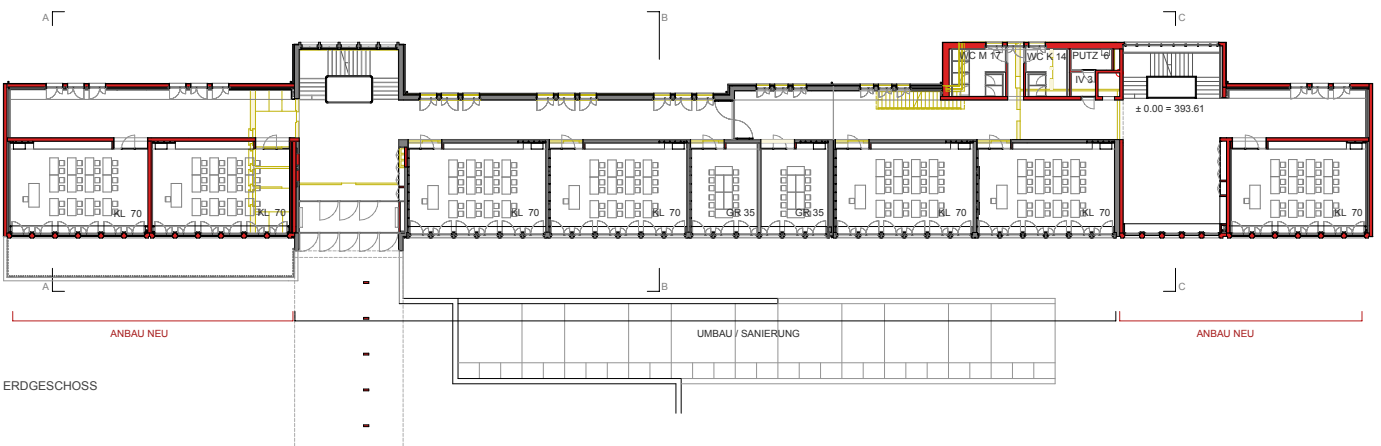 A B C
WC M 17 WC K 14 PUTZ 6
IV 3
± 0.00 = 393.61
KL 70 KL 70 KL 70 KL 70 GR 35 GR 35 KL 70 KL 70 KL 70
A B C
ANBAU NEU UMBAU / SANIERUNG ANBAU NEU
ERDGESCHOSS